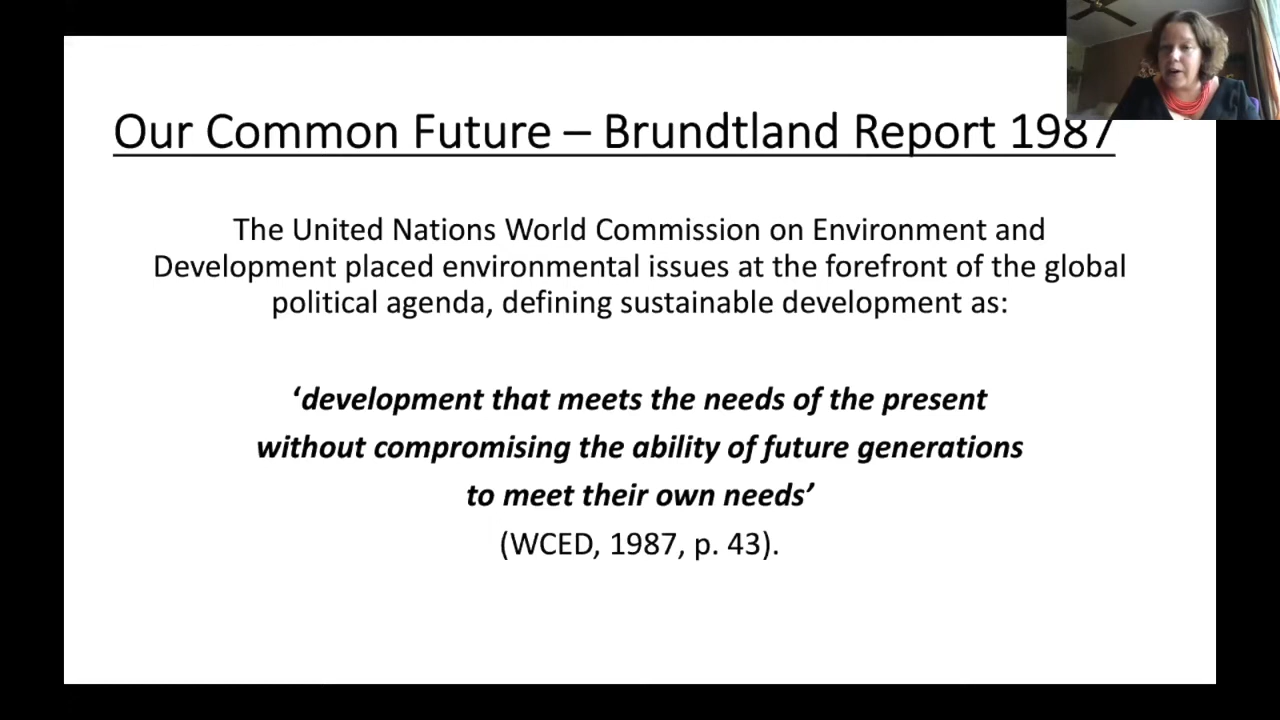 Our Common Future – Brundtland Report 1987
The United Nations World Commission on Environment and
Development placed environmental issues at the forefront of the global
political agenda, defining sustainable development as:
‘development that meets the needs of the present
without compromising the ability of future generations
to meet their own needs’
(WCED, 1987, p. 43).